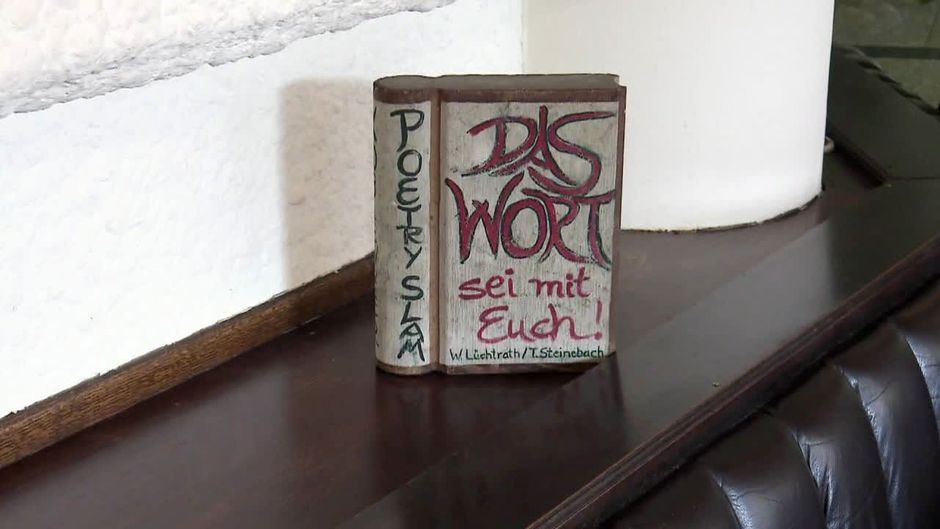 POETRY SLAM
DAS
WORT
sei mit
Euch!
W. Lüchtrath/T. Steinebach